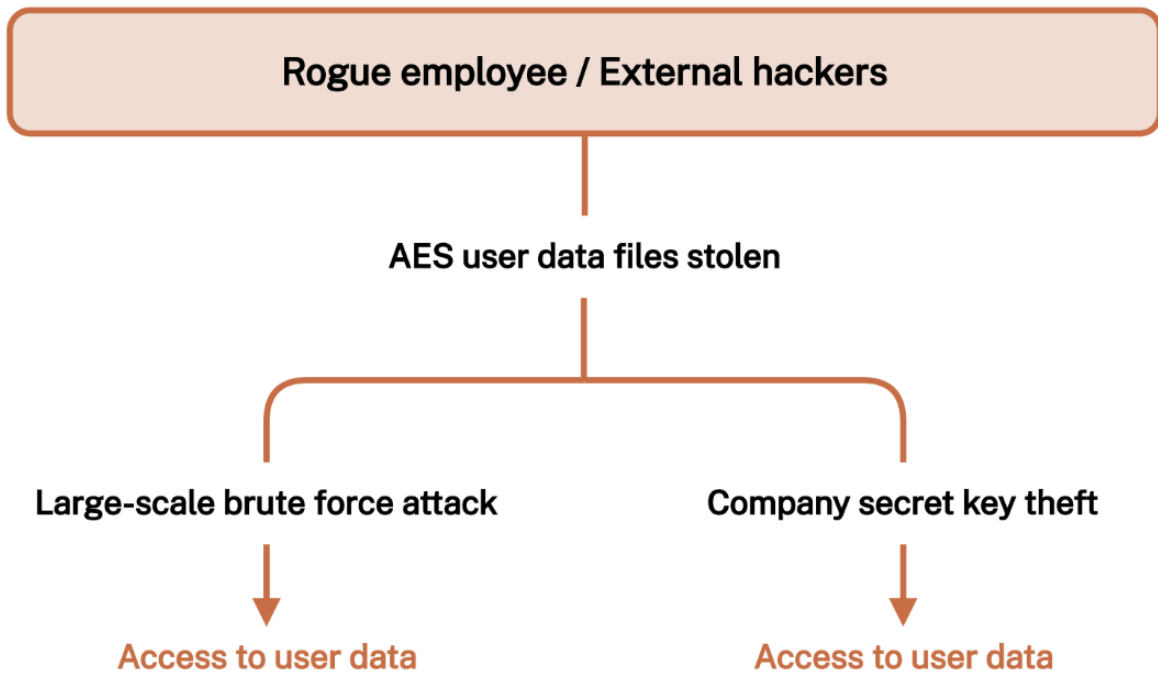 Rogue employee / External hackers
AES user data files stolen
Large-scale brute force attack
Company secret key theft
Access to user data
Access to user data